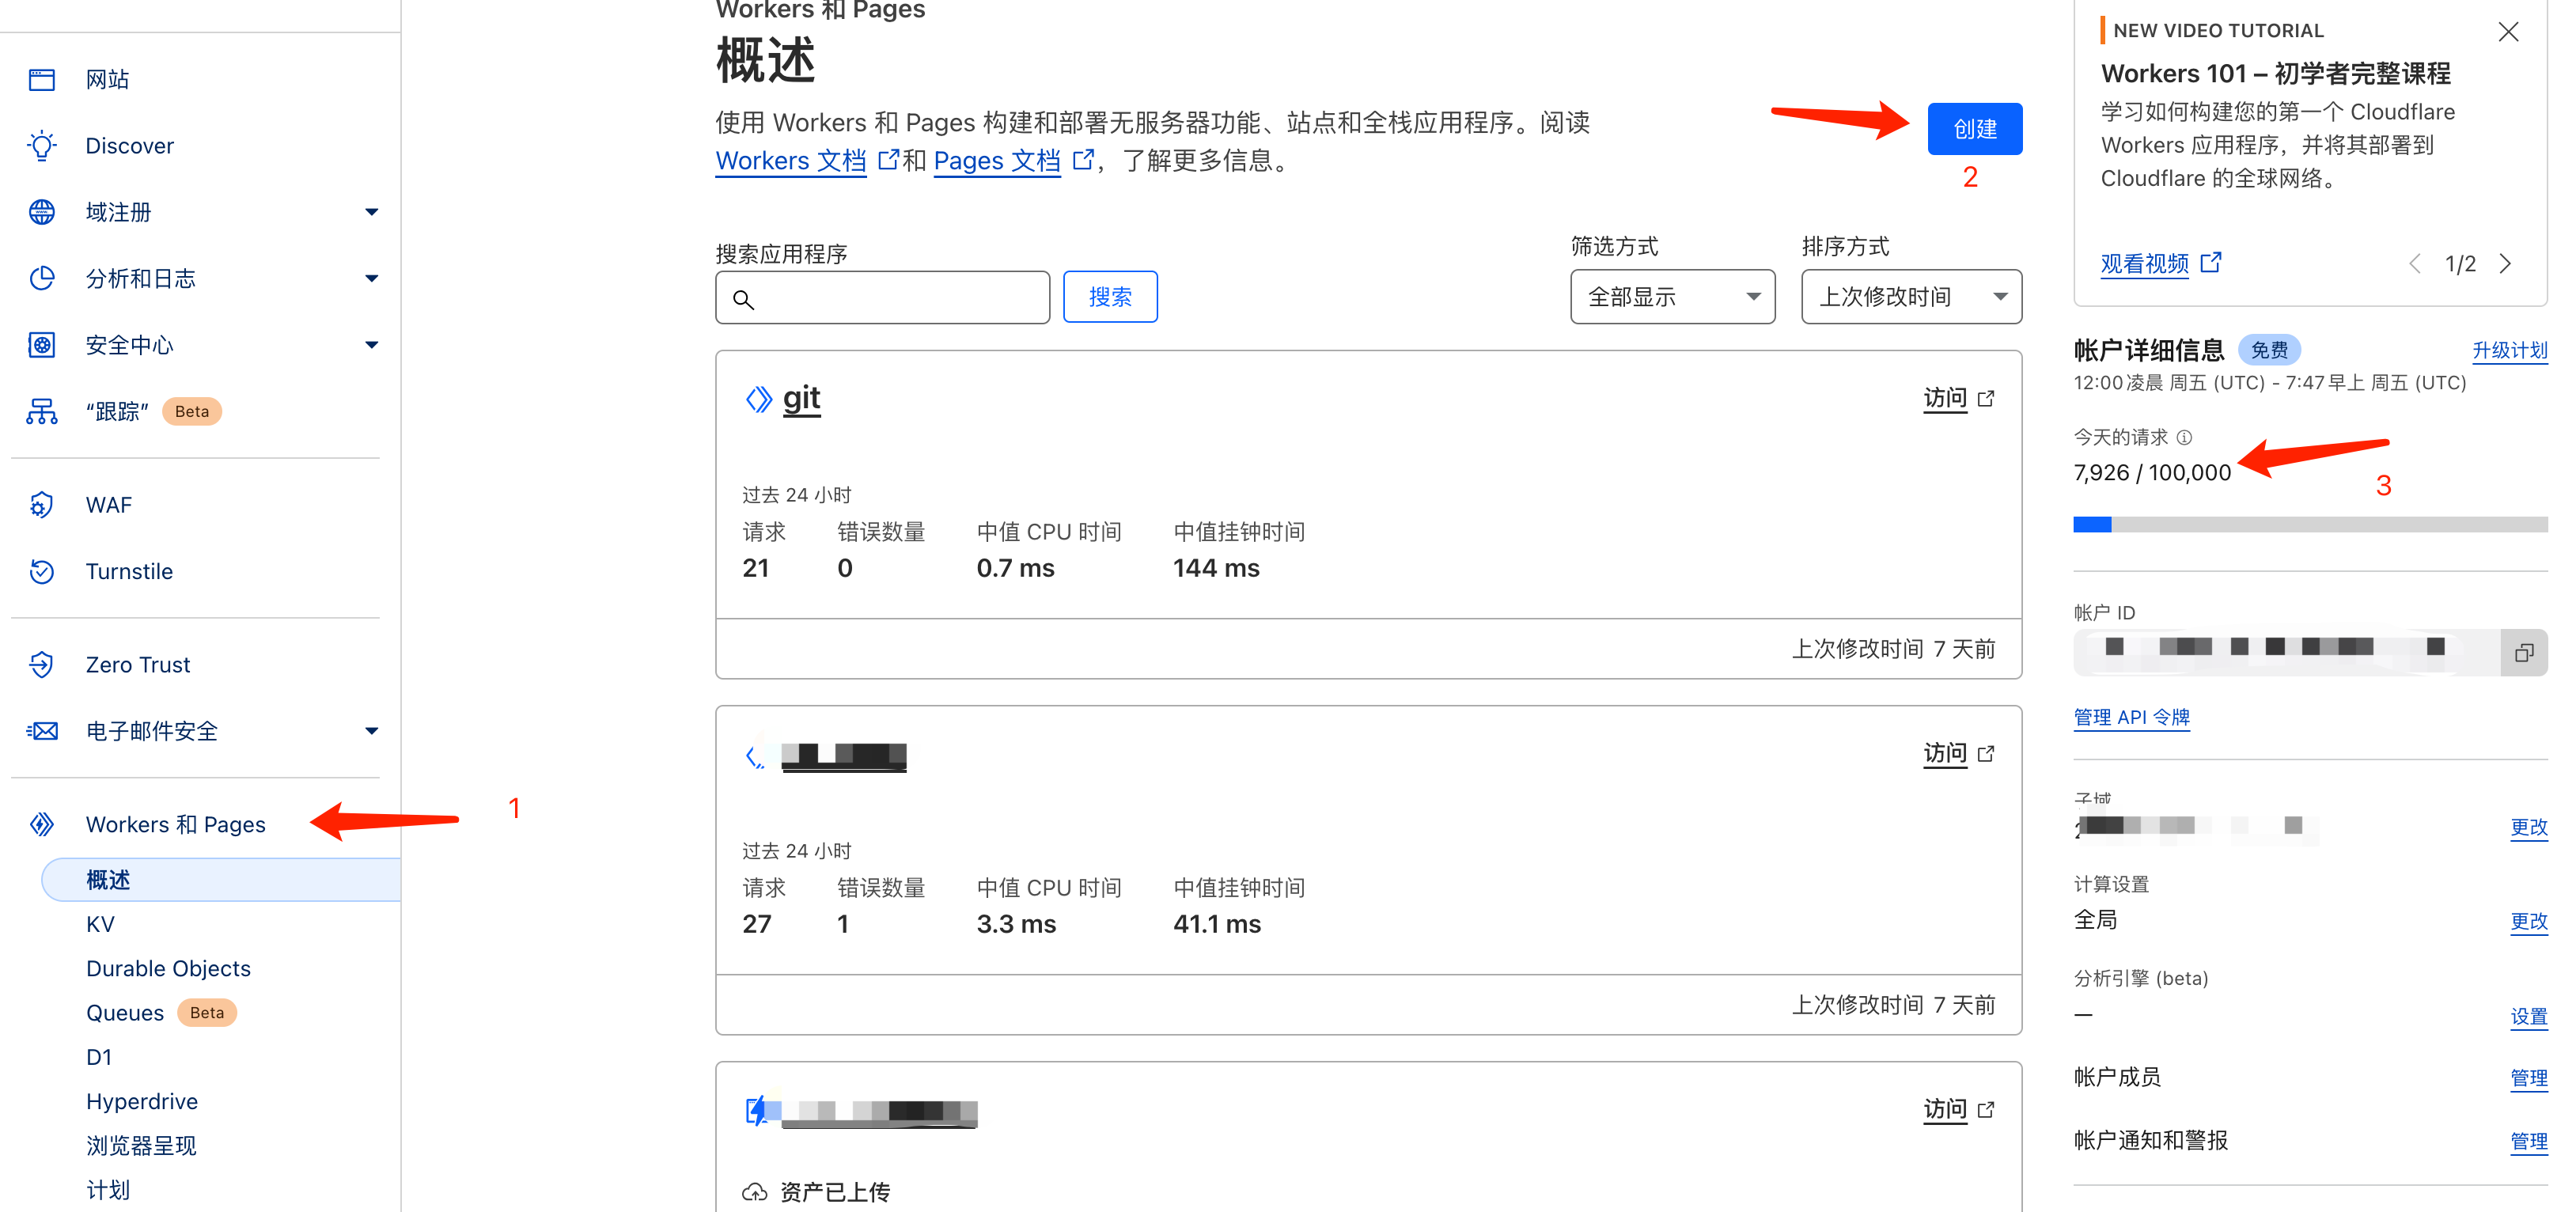 网站
Discover
域注册
分析和日志
安全中心
“跟踪” Beta
WAF
Turnstile
Zero Trust
电子邮件安全
Workers 和 Pages
1
概述
KV
Durable Objects
Queues Beta
D1
Hyperdrive
浏览器呈现
计划
Workers 和 Pages
概述
使用 Workers 和 Pages 构建和部署无服务器功能、站点和全栈应用程序。阅读
Workers 文档 和 Pages 文档 ，了解更多信息。
创建
2
搜索应用程序
搜索
筛选方式
全部显示
排序方式
上次修改时间
git
访问
过去 24 小时
请求 错误数量 中值 CPU 时间 中值挂钟时间
21 0 0.7 ms 144 ms
上次修改时间 7 天前
访问
过去 24 小时
请求 错误数量 中值 CPU 时间 中值挂钟时间
27 1 3.3 ms 41.1 ms
上次修改时间 7 天前
访问
资产已上传
NEW VIDEO TUTORIAL
Workers 101 – 初学者完整课程
学习如何构建您的第一个 Cloudflare
Workers 应用程序，并将其部署到
Cloudflare 的全球网络。
观看视频
1/2
帐户详细信息 免费 升级计划
12:00凌晨 周五 (UTC) - 7:47早上 周五 (UTC)
今天的请求
7,926 / 100,000
3
帐户 ID
管理 API 令牌
子域
更改
计算设置
全局 更改
分析引擎 (beta)
— 设置
帐户成员 管理
帐户通知和警报 管理